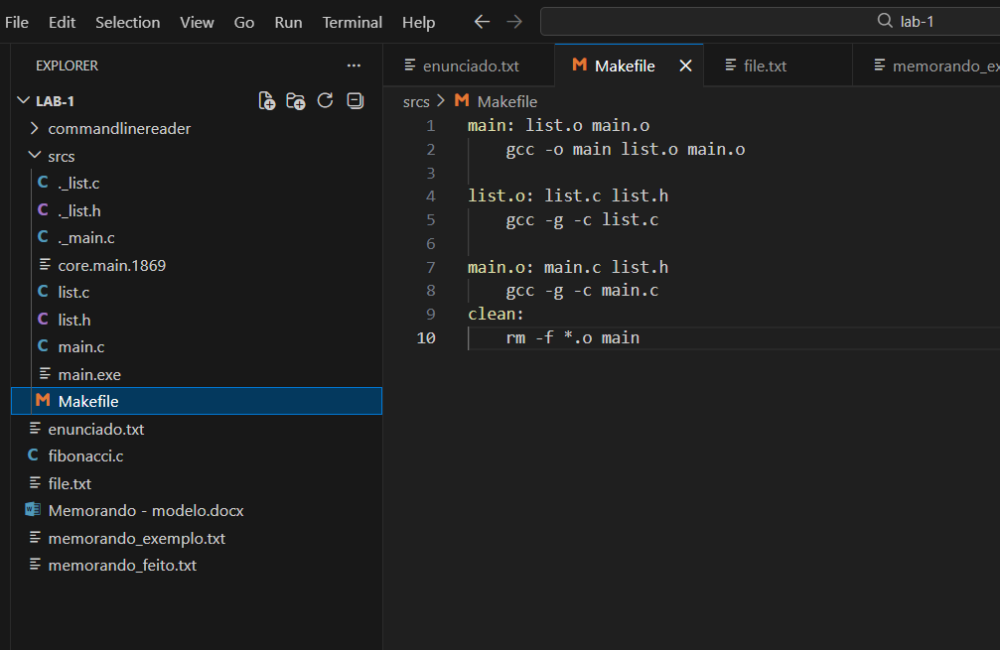 File Edit Selection View Go Run Terminal Help lab-1
EXPLORER
LAB-1
commandlinereader
srcs
._list.c
._list.h
._main.c
core.main.1869
list.c
list.h
main.c
main.exe
Makefile
enunciado.txt
fibonacci.c
file.txt
Memorando - modelo.docx
memorando_exemplo.txt
memorando_feito.txt
enunciado.txt Makefile file.txt memorando_ex
srcs > Makefile
1 main: list.o main.o
2 gcc -o main list.o main.o
3
4 list.o: list.c list.h
5 gcc -g -c list.c
6
7 main.o: main.c list.h
8 gcc -g -c main.c
9 clean:
10 rm -f *.o main